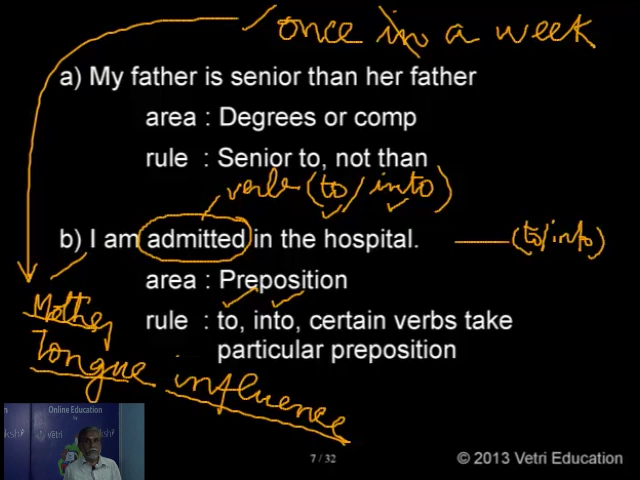 once in a week
a) My father is senior than her father
area : Degrees or comp
rule : Senior to, not than
verb (to / into)
b) I am admitted in the hospital. (to/into)
area : Preposition
rule : to, into, certain verbs take
particular preposition
Mother
Tongue influence
Online Education
Vetri
7 / 32
© 2013 Vetri Education